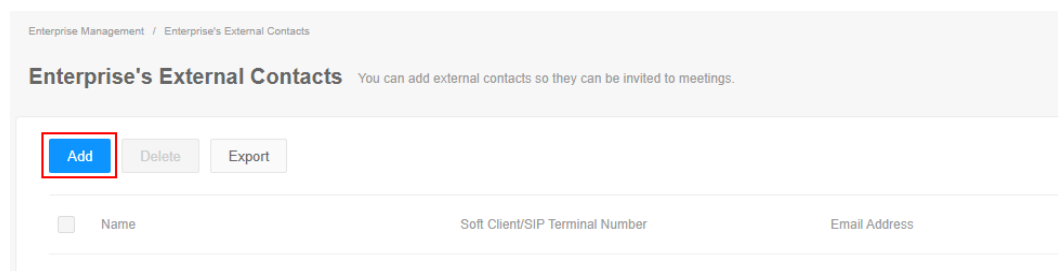 Enterprise Management / Enterprise's External Contacts
Enterprise's External Contacts You can add external contacts so they can be invited to meetings.
Add Delete Export
Name Soft Client/SIP Terminal Number Email Address